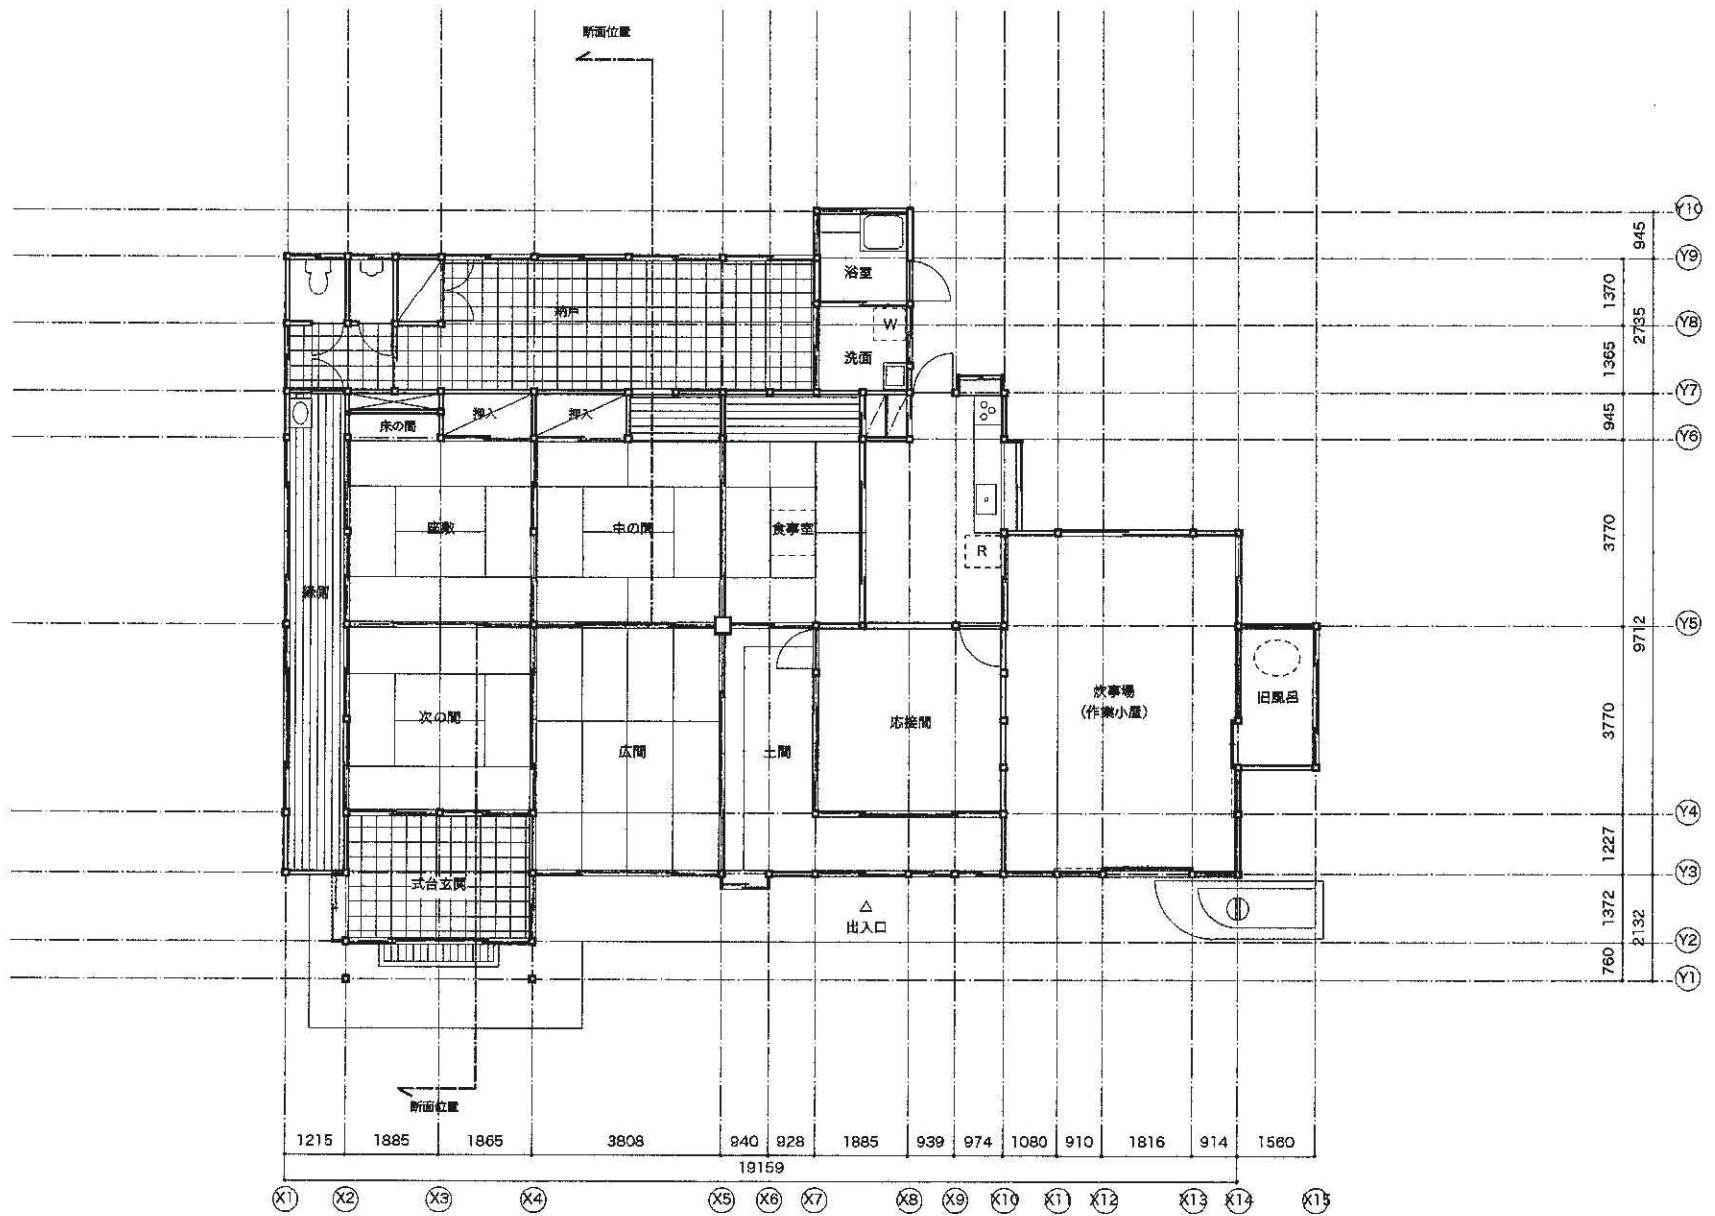 断面位置
Y10
945
Y9
浴室
1370
納戸
Y8
W
2735
洗面
1365
Y7
押入
押入
945
床の間
Y6
座敷
中の間
食事室
3770
R
縁側
Y5
9712
炊事場
(作業小屋)
旧風呂
次の間
応接間
3770
広間
土間
Y4
1227
Y3
式台玄関
△
出入口
1372
2132
Y2
760
Y1
断面位置
1215
1885
1865
3808
940
928
1885
939
974
1080
910
1816
914
1560
19159
X1
X2
X3
X4
X5
X6
X7
X8
X9
X10
X11
X12
X13
X14
X15